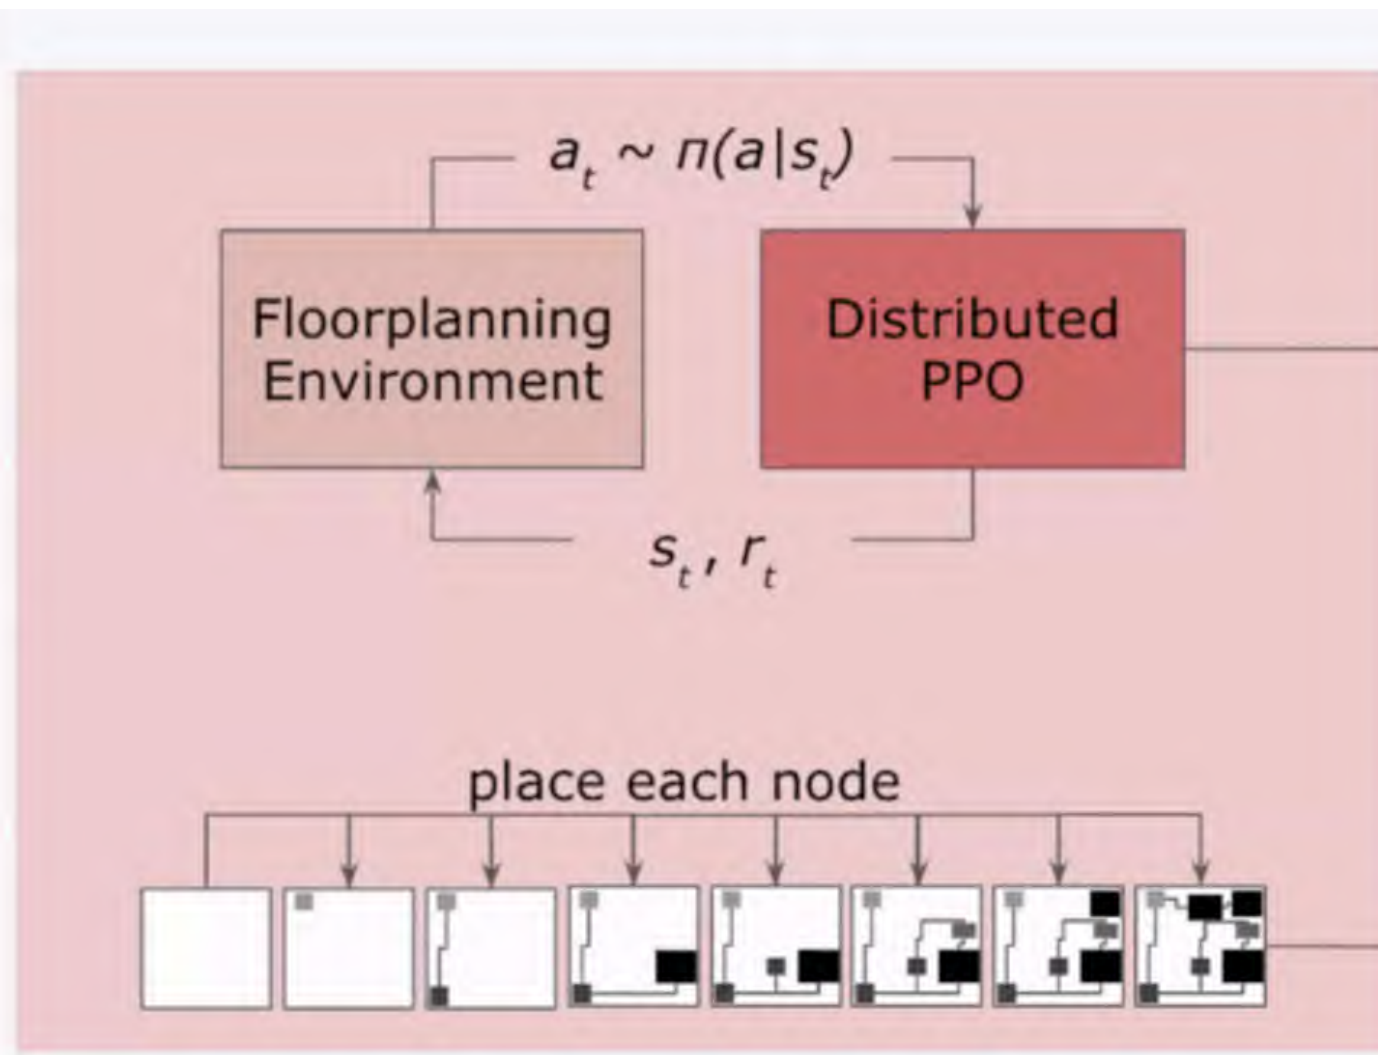 a_t ~ π(a|s_t)
Floorplanning
Environment
Distributed
PPO
s_t, r_t
place each node